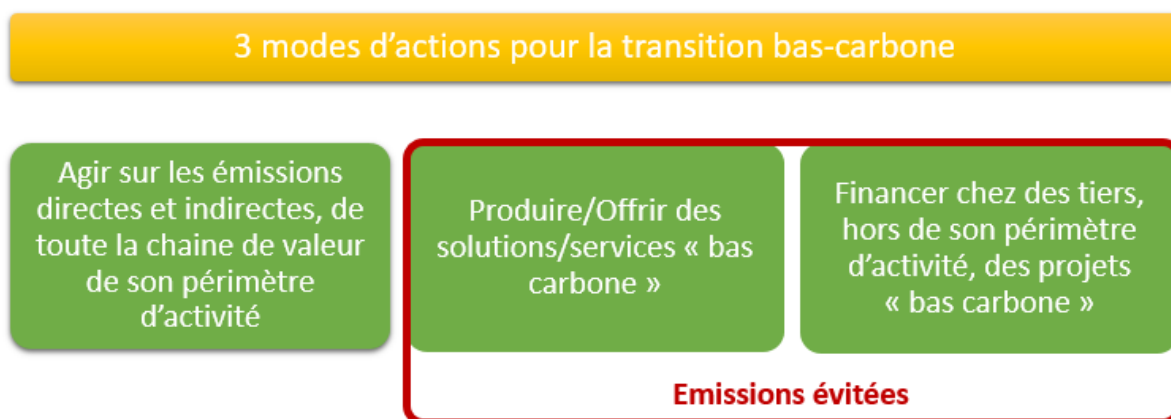 3 modes d’actions pour la transition bas-carbone
Agir sur les émissions
directes et indirectes, de
toute la chaine de valeur
de son périmètre
d’activité
Produire/Offrir des
solutions/services « bas
carbone »
Financer chez des tiers,
hors de son périmètre
d’activité, des projets
« bas carbone »
Emissions évitées